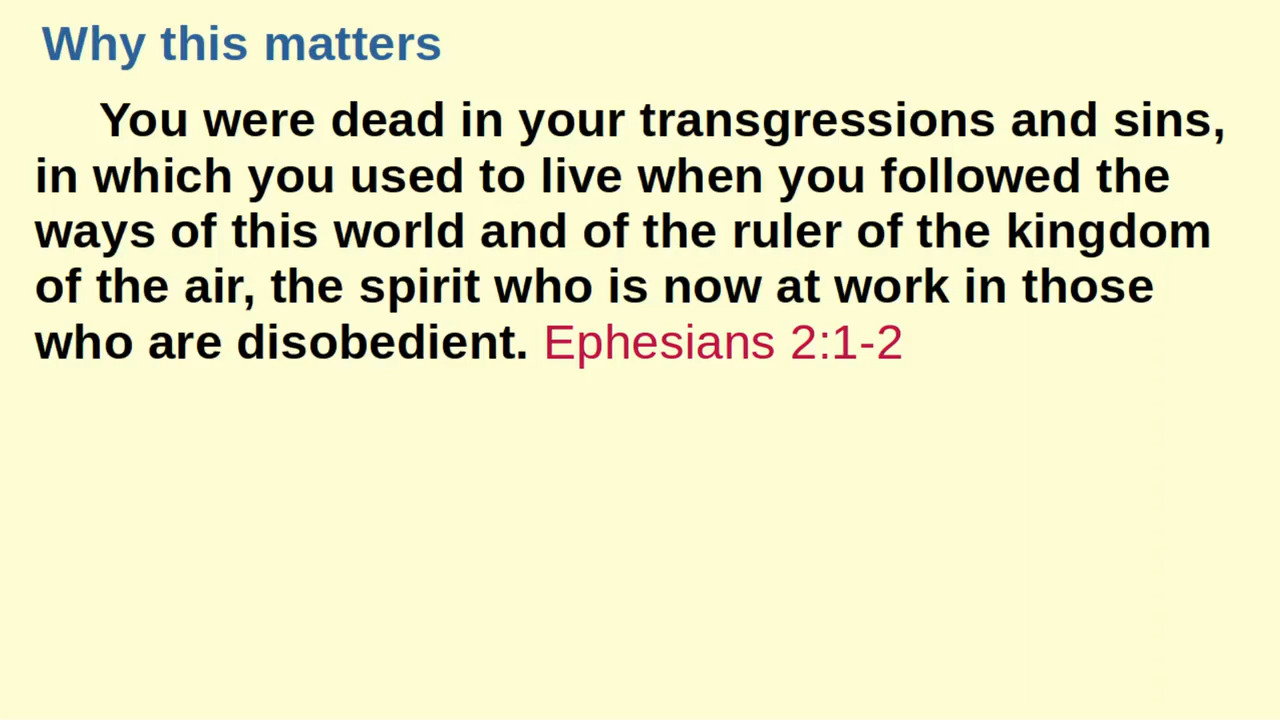 Why this matters
You were dead in your transgressions and sins,
in which you used to live when you followed the
ways of this world and of the ruler of the kingdom
of the air, the spirit who is now at work in those
who are disobedient. Ephesians 2:1-2